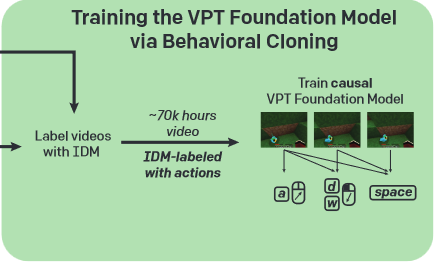 Training the VPT Foundation Model
via Behavioral Cloning
Label videos
with IDM
~70k hours
video
IDM-labeled
with actions
Train causal
VPT Foundation Model
a
d
w
space